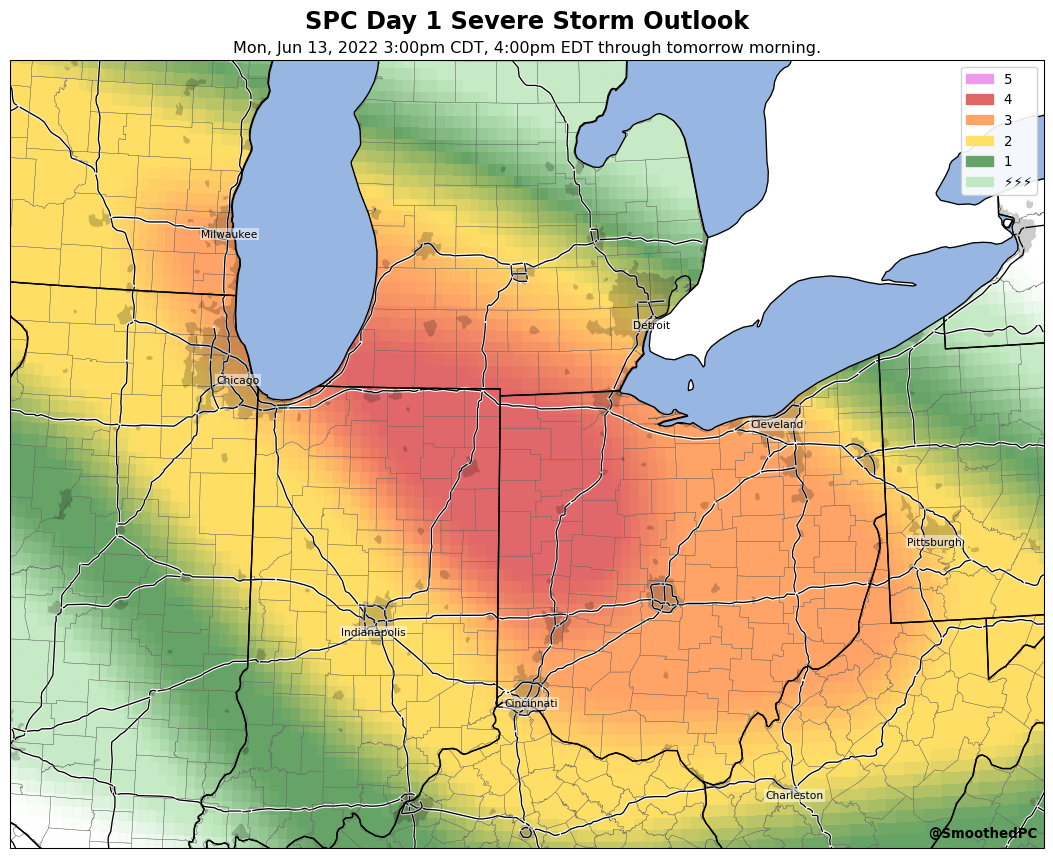 SPC Day 1 Severe Storm Outlook
Mon, Jun 13, 2022 3:00pm CDT, 4:00pm EDT through tomorrow morning.
5
4
3
2
1
⚡⚡⚡
Milwaukee
Detroit
Chicago
Cleveland
Pittsburgh
Indianapolis
Cincinnati
Charleston
@SmoothedPC